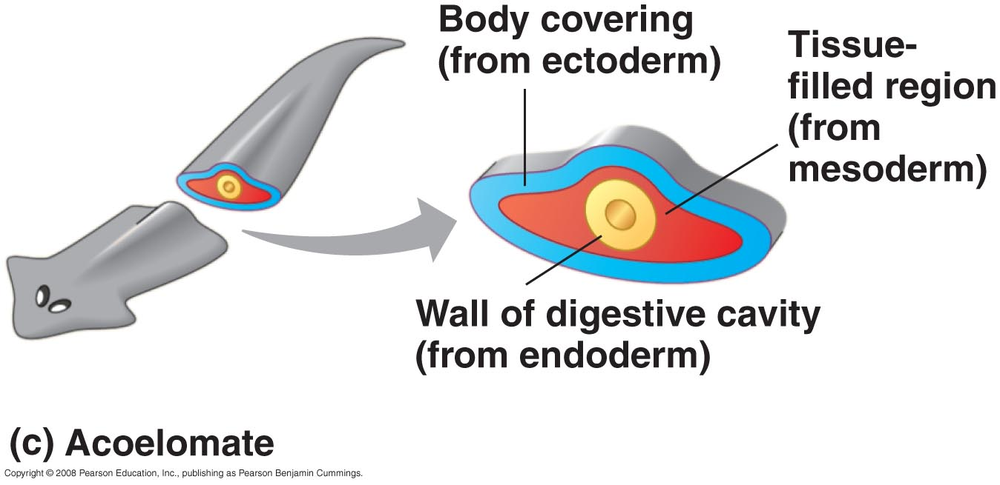 Body covering
(from ectoderm)
Tissue-
filled region
(from
mesoderm)
Wall of digestive cavity
(from endoderm)
(c) Acoelomate
Copyright © 2008 Pearson Education, Inc., publishing as Pearson Benjamin Cummings.